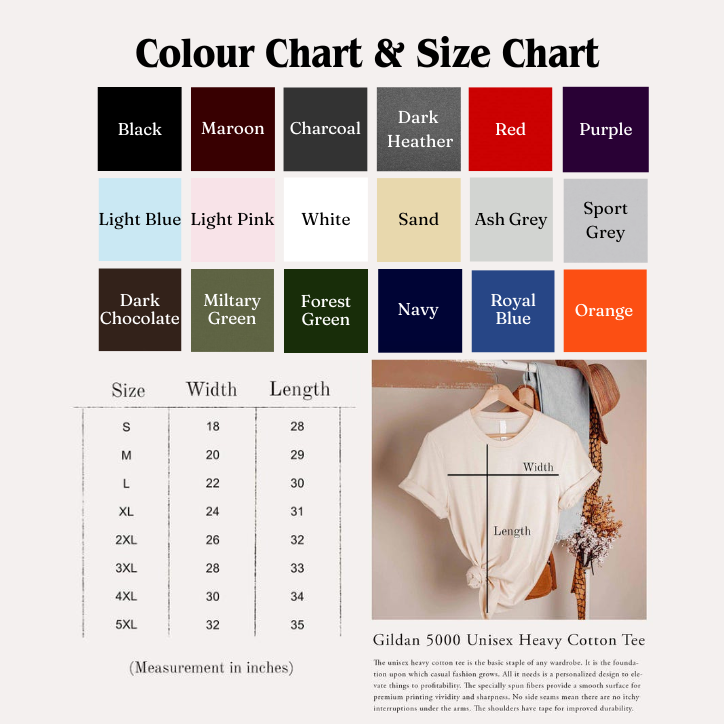 Colour Chart & Size Chart
Black
Maroon
Charcoal
Dark
Heather
Red
Purple
Light Blue
Light Pink
White
Sand
Ash Grey
Sport
Grey
Dark
Chocolate
Miltary
Green
Forest
Green
Navy
Royal
Blue
Orange
Size Width Length
S 18 28
M 20 29
L 22 30
XL 24 31
2XL 26 32
3XL 28 33
4XL 30 34
5XL 32 35
(Measurement in inches)
Width
Length
Gildan 5000 Unisex Heavy Cotton Tee
The unisex heavy cotton tee is the basic staple of any wardrobe. It is the founda-
tion upon which casual fashion grows. All it needs is a personalized design to ele-
vate things to profitability. The specially spun fibers provide a smooth surface for
premium printing vividity and sharpness. No side seams mean there are no itchy
interruptions under the arms. The shoulders have tape for improved durability.